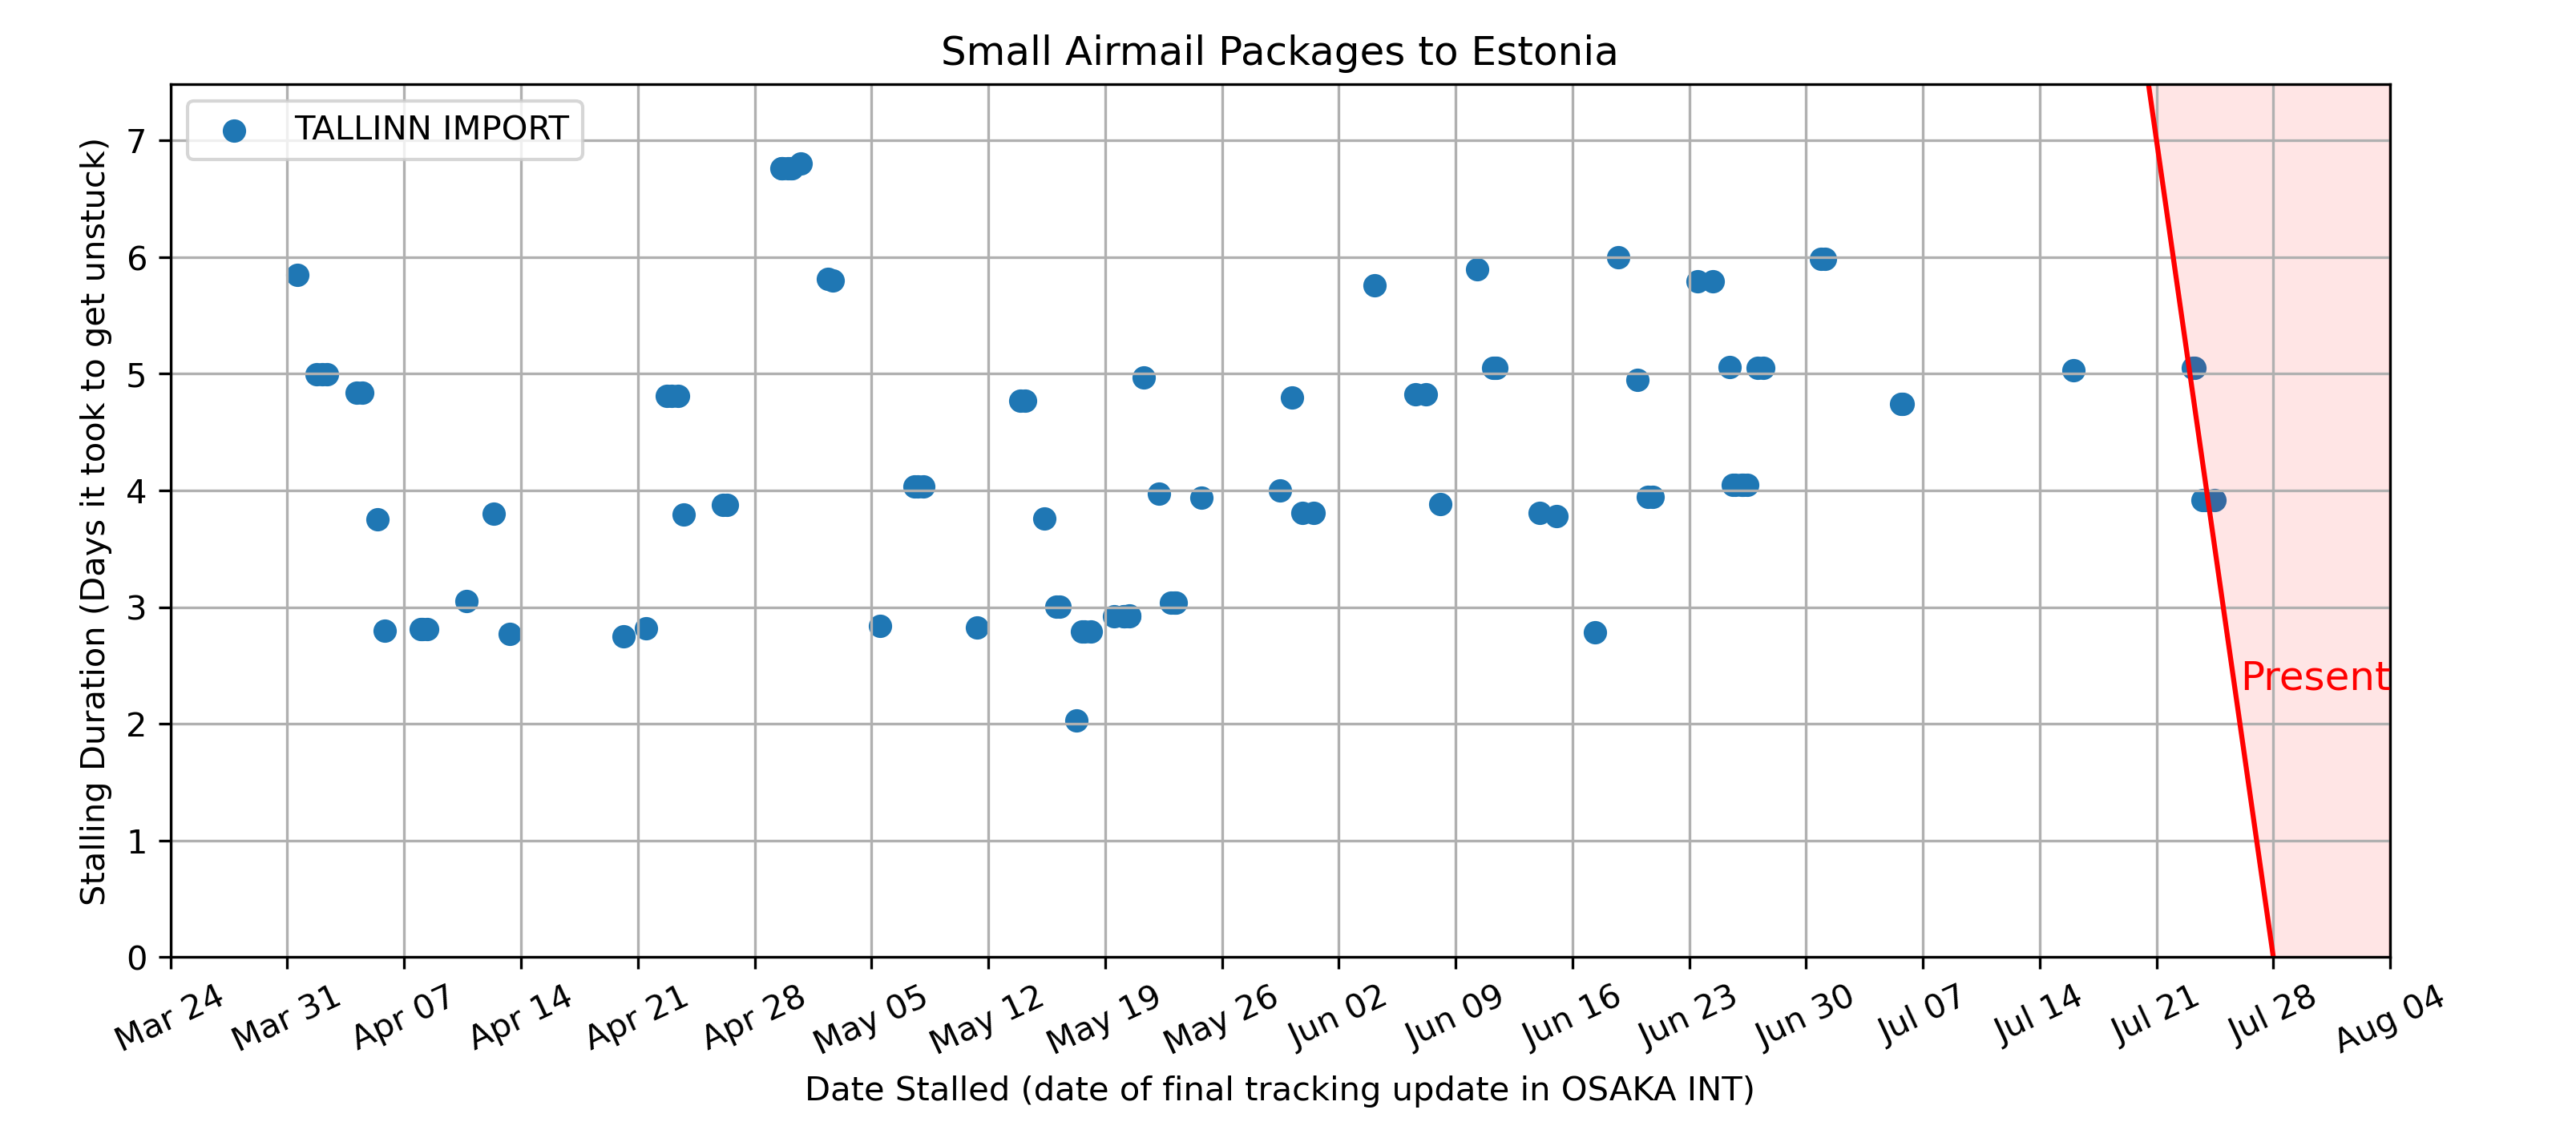 Small Airmail Packages to Estonia
TALLINN IMPORT
Stalling Duration (Days it took to get unstuck)
7
6
5
4
3
2
1
0
Present
Mar 24
Mar 31
Apr 07
Apr 14
Apr 21
Apr 28
May 05
May 12
May 19
May 26
Jun 02
Jun 09
Jun 16
Jun 23
Jun 30
Jul 07
Jul 14
Jul 21
Jul 28
Aug 04
Date Stalled (date of final tracking update in OSAKA INT)